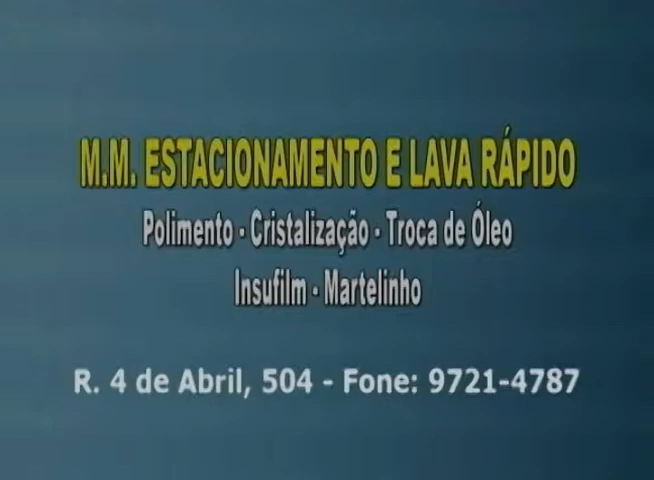 M.M. ESTACIONAMENTO E LAVA RÁPIDO
Polimento - Cristalização - Troca de Óleo
Insufilm - Martelinho
R. 4 de Abril, 504 - Fone: 9721-4787